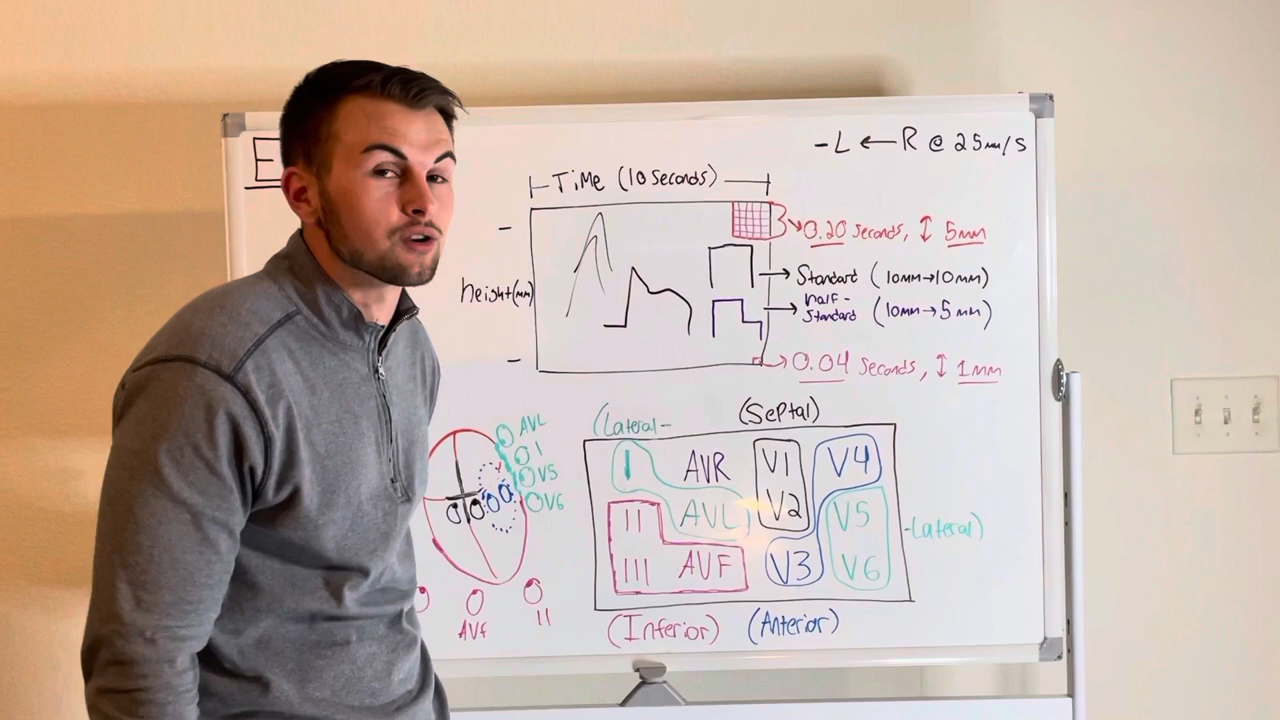 E
-L ← R @ 25mm/s
Time (10 seconds)
0.20 seconds, ↕ 5mm
height(mm)
Standard (10mm→10mm)
half-
Standard (10mm→5mm)
0.04 seconds, ↕ 1mm
(Lateral-
(Septal)
AVL
I
V5
V6
I AVR V1 V4
II AVL V2 V5
III AVF V3 V6
-Lateral)
AVF
II
(Inferior) (Anterior)